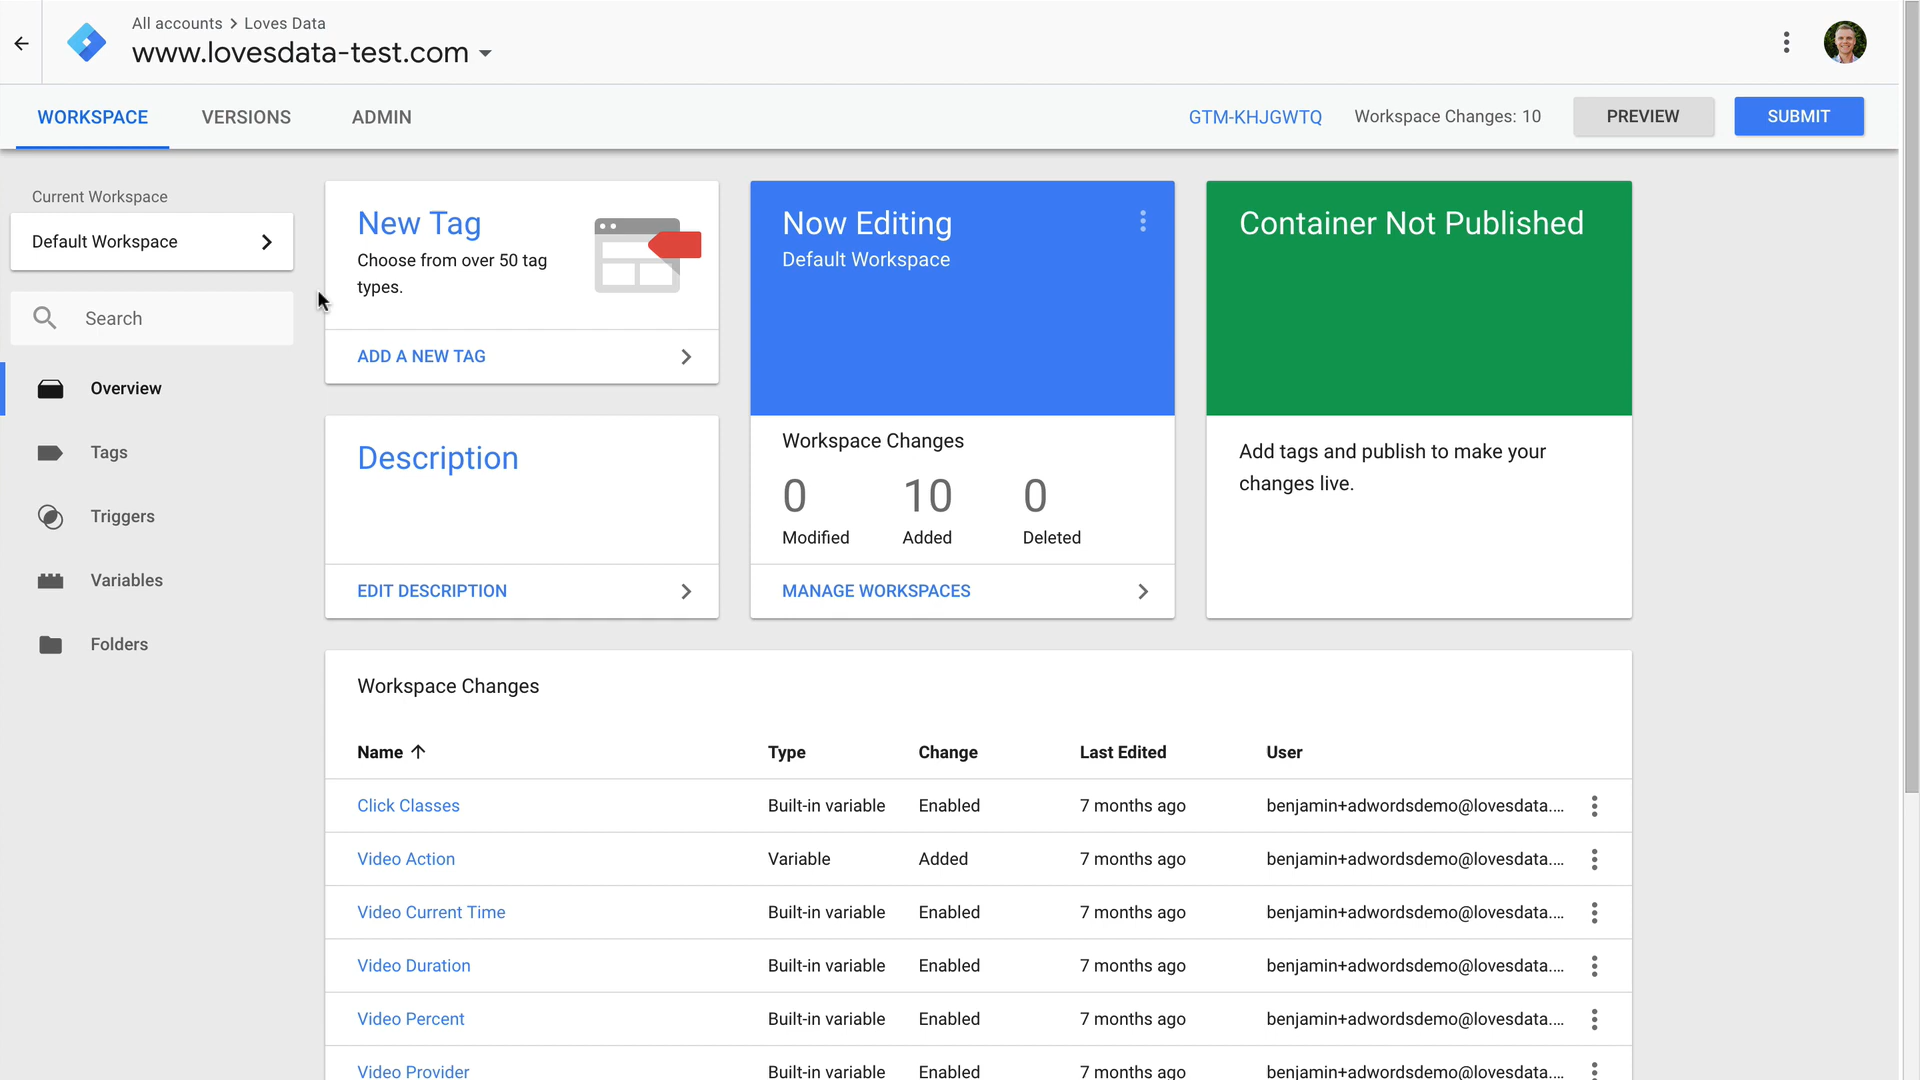 All accounts > Loves Data
www.lovesdata-test.com
WORKSPACE VERSIONS ADMIN
GTM-KHJGWTQ Workspace Changes: 10 PREVIEW SUBMIT
Current Workspace
Default Workspace
Search
Overview
Tags
Triggers
Variables
Folders
New Tag
Choose from over 50 tag
types.
ADD A NEW TAG
Description
EDIT DESCRIPTION
Now Editing
Default Workspace
Workspace Changes
0 10 0
Modified Added Deleted
MANAGE WORKSPACES
Container Not Published
Add tags and publish to make your
changes live.
Workspace Changes
Name Type Change Last Edited User
Click Classes Built-in variable Enabled 7 months ago benjamin+adwordsdemo@lovesdata....
Video Action Variable Added 7 months ago benjamin+adwordsdemo@lovesdata....
Video Current Time Built-in variable Enabled 7 months ago benjamin+adwordsdemo@lovesdata....
Video Duration Built-in variable Enabled 7 months ago benjamin+adwordsdemo@lovesdata....
Video Percent Built-in variable Enabled 7 months ago benjamin+adwordsdemo@lovesdata....
Video Provider Built-in variable Enabled 7 months ago benjamin+adwordsdemo@lovesdata....